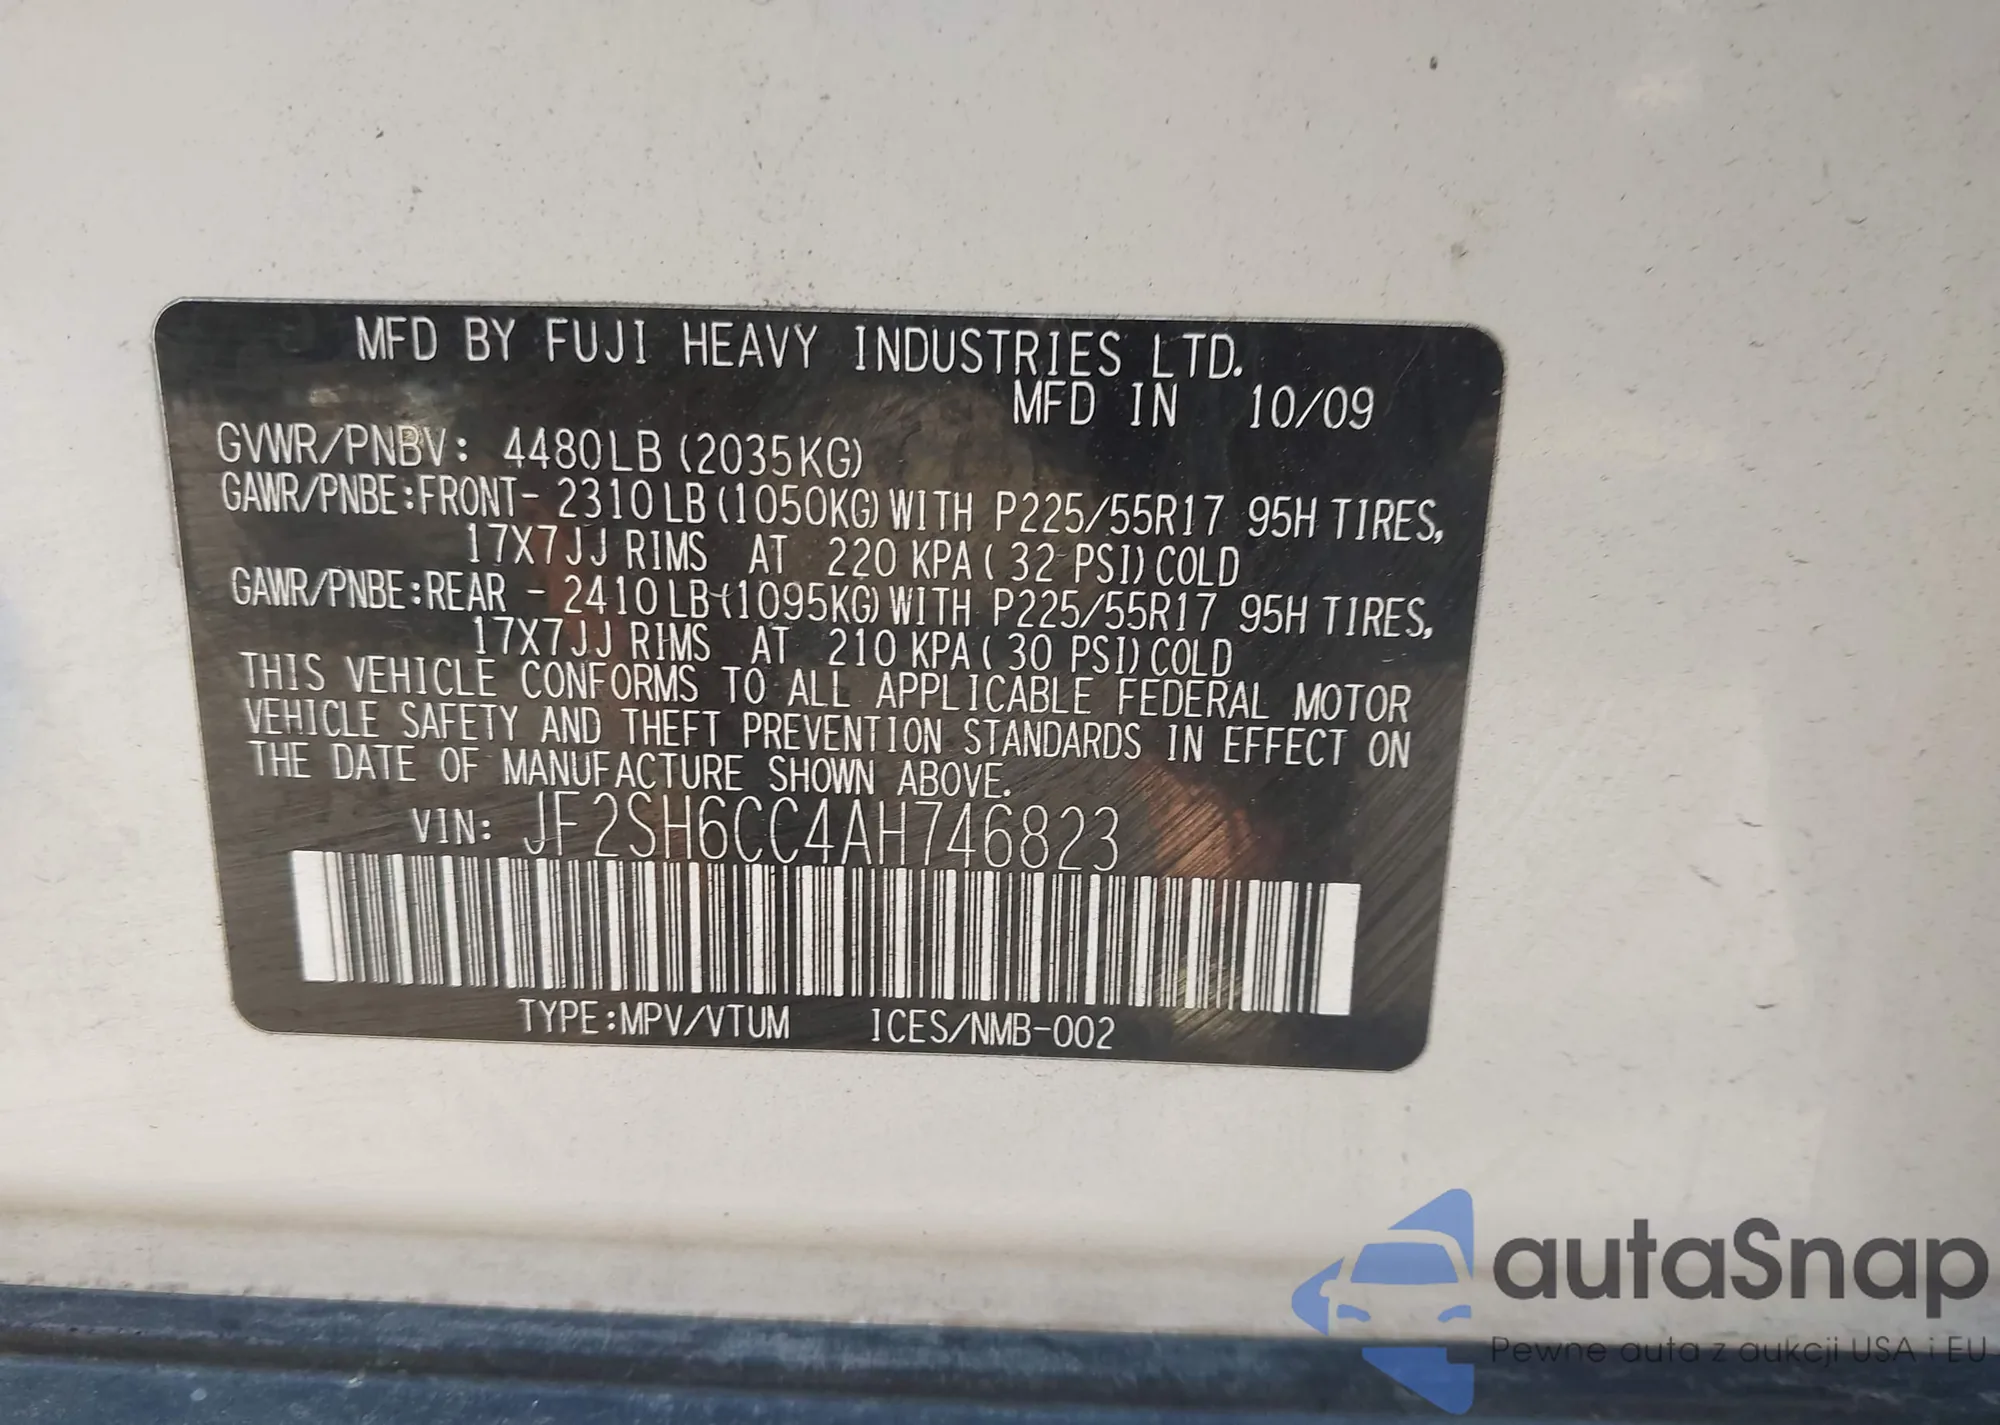 MFD BY FUJI HEAVY INDUSTRIES LTD.
MFD IN 10/09
GVWR/PNBV: 4480LB (2035KG)
GAWR/PNBE:FRONT- 2310LB (1050KG) WITH P225/55R17 95H TIRES,
17X7JJ RIMS AT 220 KPA ( 32 PSI) COLD
GAWR/PNBE:REAR - 2410LB (1095KG) WITH P225/55R17 95H TIRES,
17X7JJ RIMS AT 210 KPA ( 30 PSI) COLD
THIS VEHICLE CONFORMS TO ALL APPLICABLE FEDERAL MOTOR
VEHICLE SAFETY AND THEFT PREVENTION STANDARDS IN EFFECT ON
THE DATE OF MANUFACTURE SHOWN ABOVE.
VIN: JF2SH6CC4AH746823
TYPE:MPV/VTUM ICES/NMB-002
autaSnap
Pewne auta z aukcji USA i EU